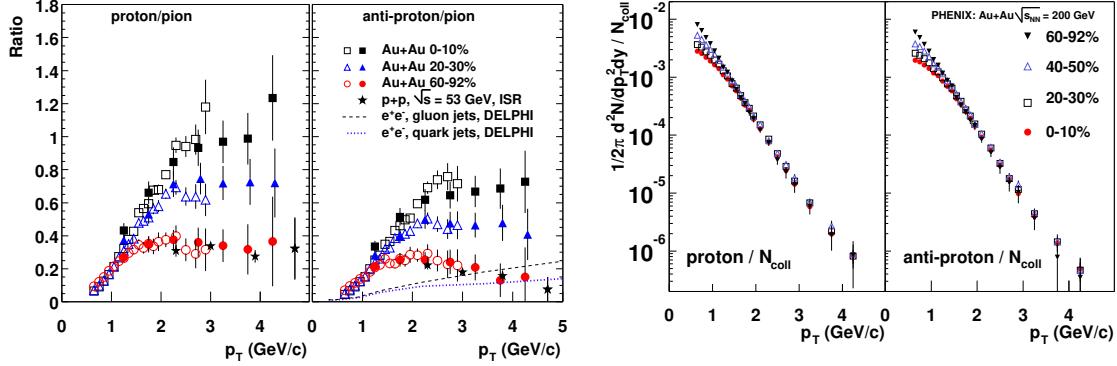 Ratio
1.8
1.6
1.4
1.2
1
0.8
0.6
0.4
0.2
0
proton/pion
0 1 2 3 4
p_T (GeV/c)
anti-proton/pion
Au+Au 0-10%
Au+Au 20-30%
Au+Au 60-92%
p+p, √s = 53 GeV, ISR
e⁺e⁻, gluon jets, DELPHI
e⁺e⁻, quark jets, DELPHI
0 1 2 3 4 5
p_T (GeV/c)
1/2π d²N/dp_T²dy / N_coll
10⁻²
10⁻³
10⁻⁴
10⁻⁵
10⁻⁶
proton / N_coll
0 1 2 3 4
p_T (GeV/c)
PHENIX: Au+Au √s_NN = 200 GeV
60-92%
40-50%
20-30%
0-10%
anti-proton / N_coll
0 1 2 3 4
p_T (GeV/c)